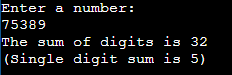 Enter a number:
75389
The sum of digits is 32
(Single digit sum is 5)